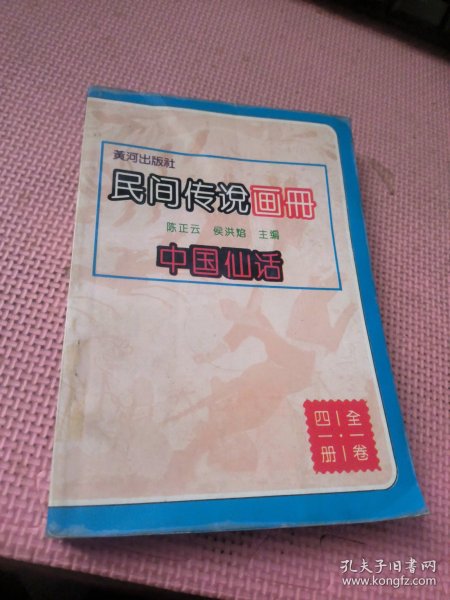 黃河出版社
民间传说画册
陈正云 侯洪焰 主编
中国仙话
全一卷
四一册
孔夫子旧书网
www.kongfz.com